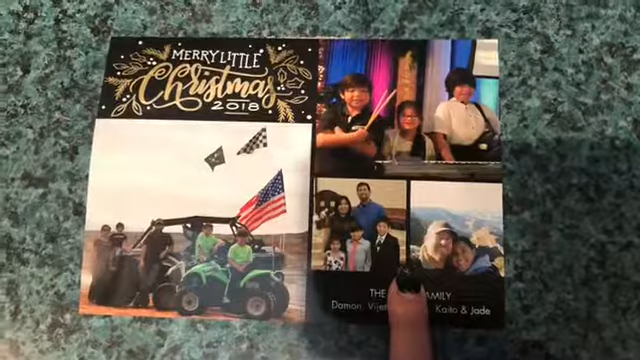 MERRY LITTLE
Christmas
2018
THE FAMILY
Damon, Kaito & Jade